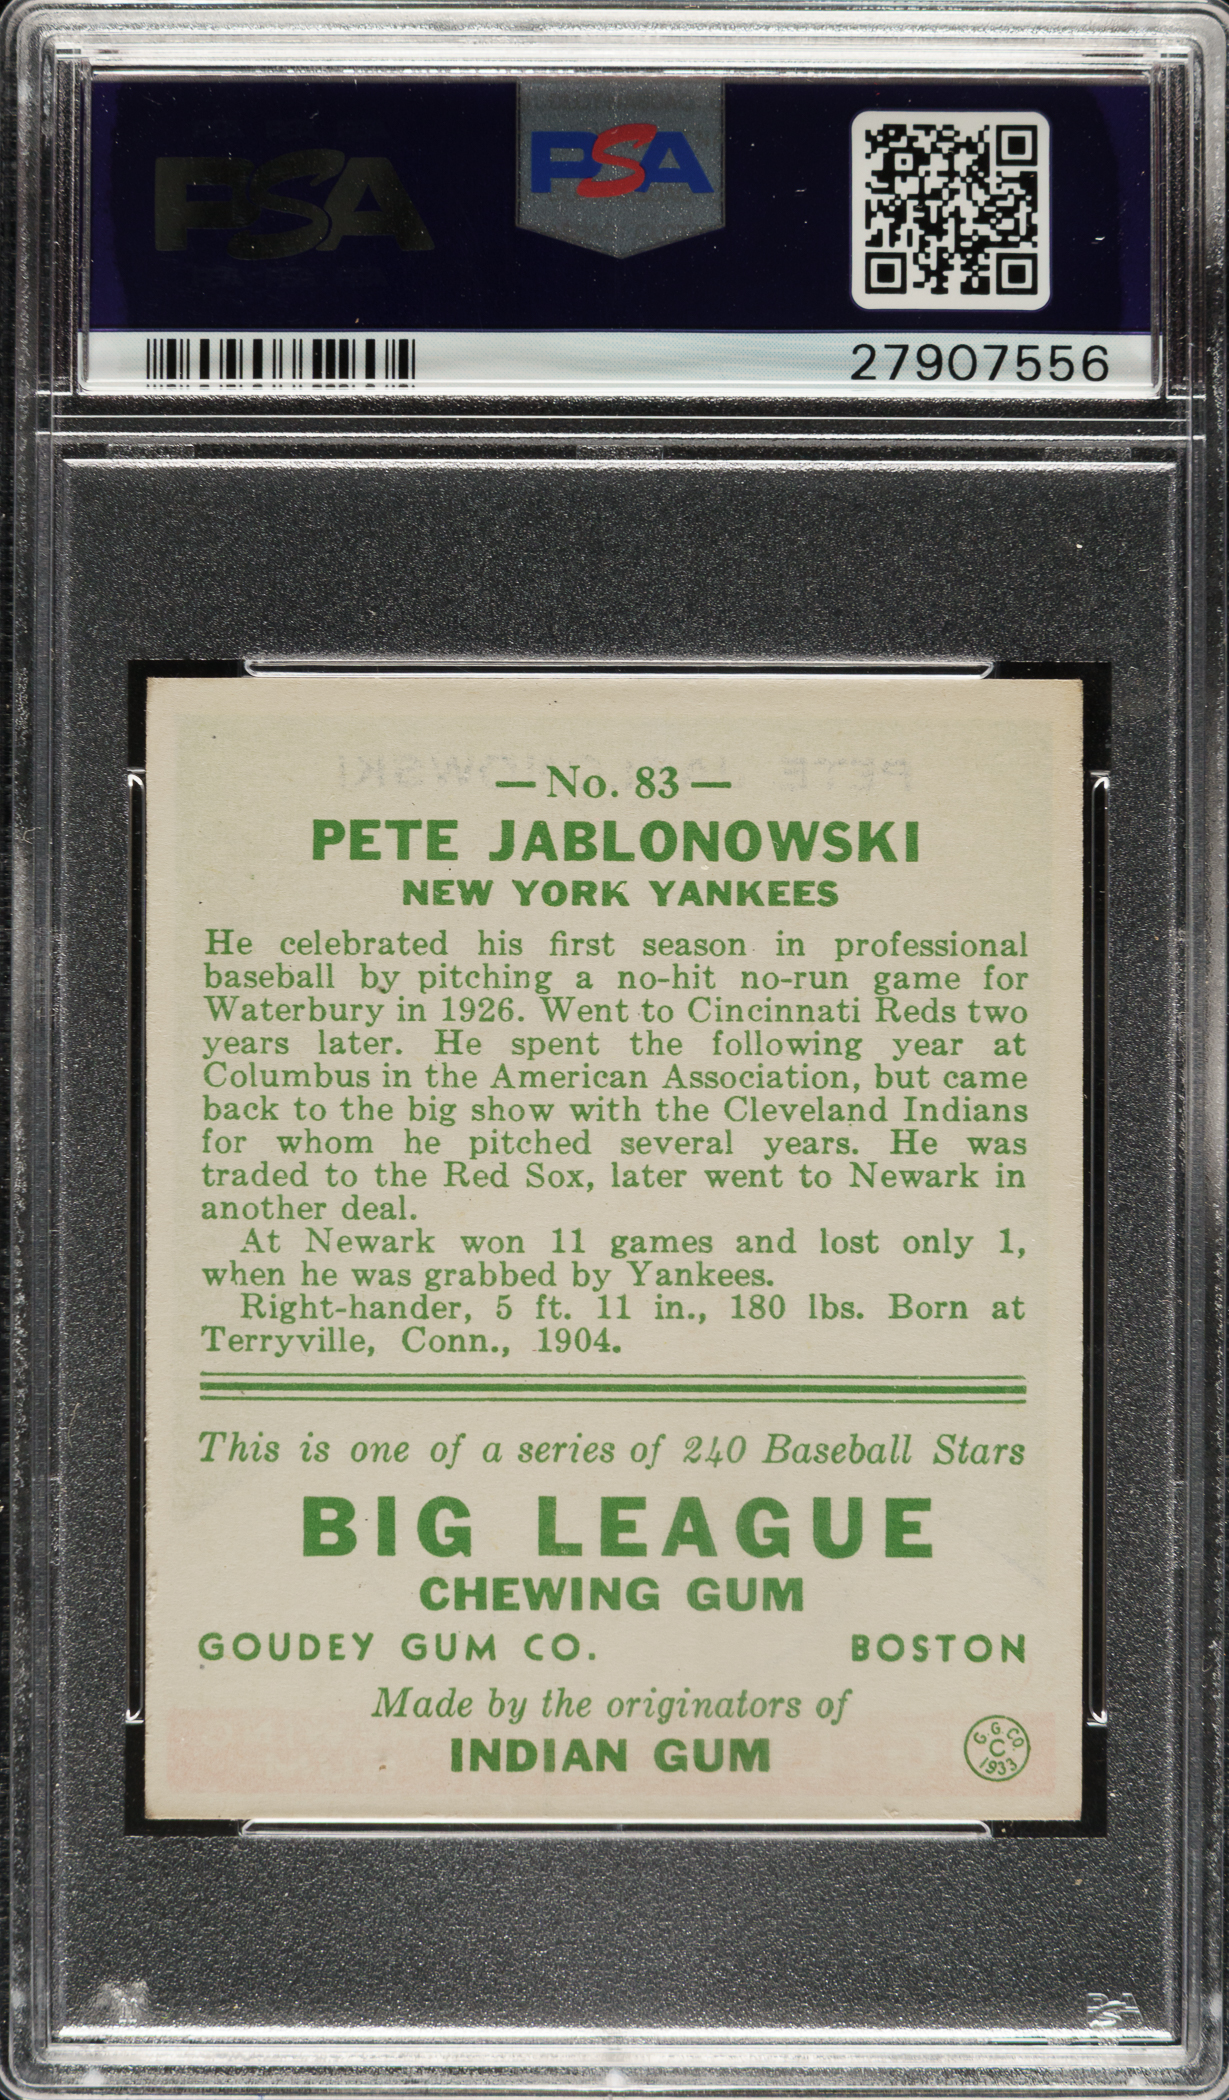 PSA
PSA
27907556
— No. 83 —
PETE JABLONOWSKI
NEW YORK YANKEES
He celebrated his first season in professional
baseball by pitching a no-hit no-run game for
Waterbury in 1926. Went to Cincinnati Reds two
years later. He spent the following year at
Columbus in the American Association, but came
back to the big show with the Cleveland Indians
for whom he pitched several years. He was
traded to the Red Sox, later went to Newark in
another deal.
At Newark won 11 games and lost only 1,
when he was grabbed by Yankees.
Right-hander, 5 ft. 11 in., 180 lbs. Born at
Terryville, Conn., 1904.
This is one of a series of 240 Baseball Stars
BIG LEAGUE
CHEWING GUM
GOUDEY GUM CO. BOSTON
Made by the originators of
INDIAN GUM
G. G. CO.
C
1933
PSA